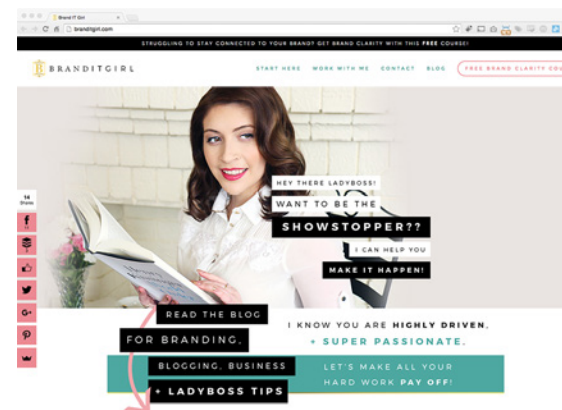 Brand IT Girl
branditgirl.com
STRUGGLING TO STAY CONNECTED TO YOUR BRAND? GET BRAND CLARITY WITH THIS FREE COURSE!
BRANDITGIRL
START HERE WORK WITH ME CONTACT BLOG FREE BRAND CLARITY COU
HEY THERE LADYBOSS!
WANT TO BE THE
SHOWSTOPPER??
I CAN HELP YOU
MAKE IT HAPPEN!
14
Shares
READ THE BLOG
FOR BRANDING,
BLOGGING, BUSINESS
+ LADYBOSS TIPS
I KNOW YOU ARE HIGHLY DRIVEN,
+ SUPER PASSIONATE.
LET'S MAKE ALL YOUR
HARD WORK PAY OFF!